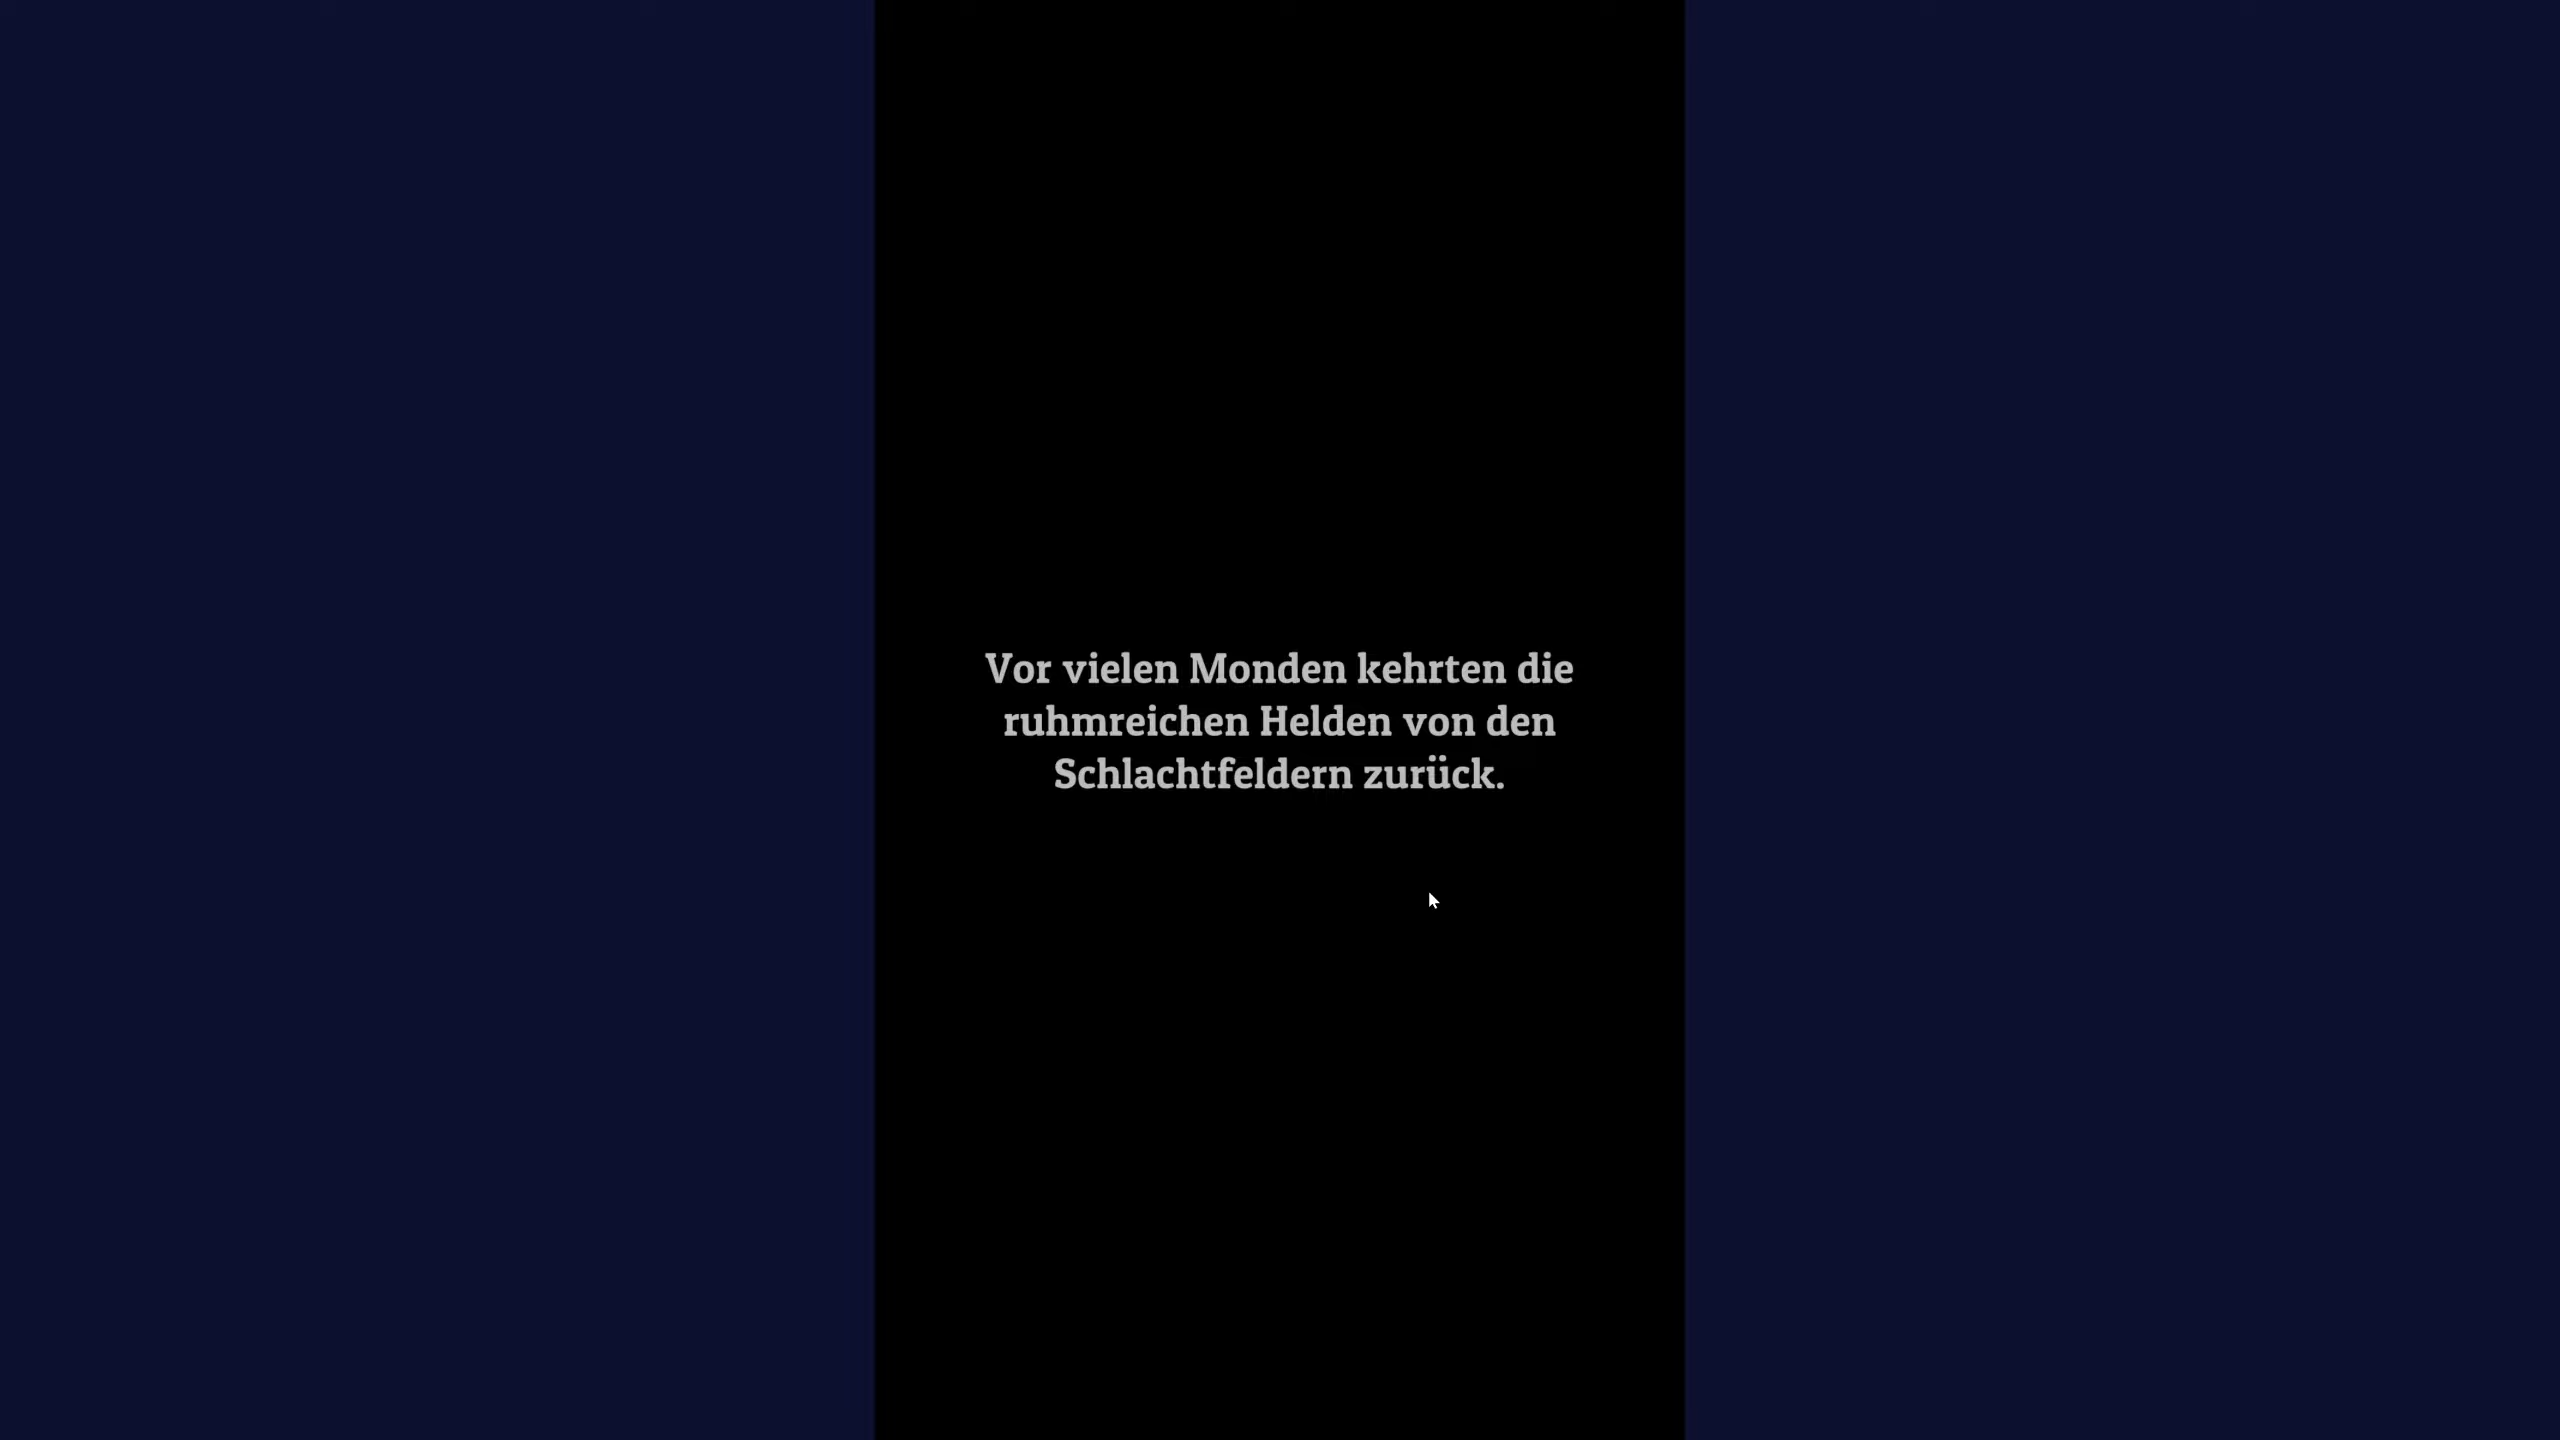 Vor vielen Monden kehrten die
ruhmreichen Helden von den
Schlachtfeldern zurück.